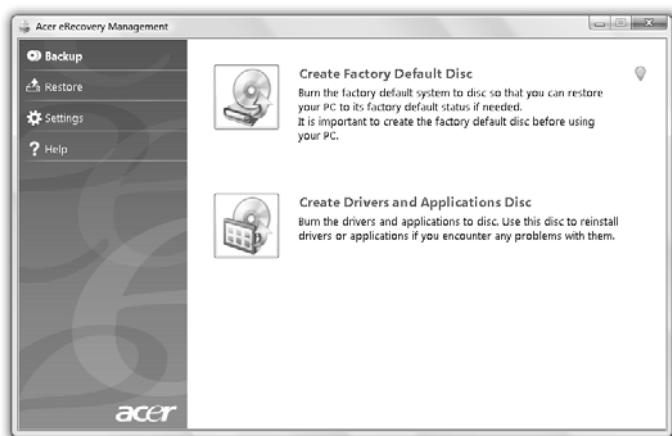 Acer eRecovery Management
Backup
Restore
Settings
? Help
Create Factory Default Disc
Burn the factory default system to disc so that you can restore
your PC to its factory default status if needed.
It is important to create the factory default disc before using
your PC.
Create Drivers and Applications Disc
Burn the drivers and applications to disc. Use this disc to reinstall
drivers or applications if you encounter any problems with them.
acer